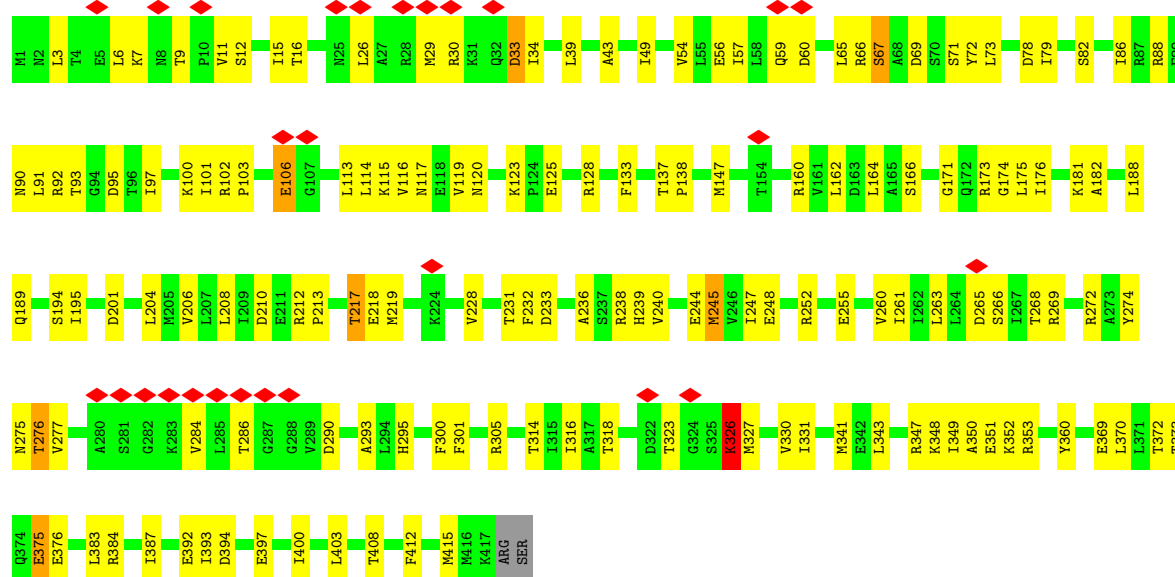 M1 N2 L3 T4 E5 L6 K7 N8 T9 P10 V11 S12 I15 T16 N25 L26 A27 R28 M29 R30 K31 Q32 D33 I34 L39 A43 I49 V54 L55 E56 I57 L58 Q59 D60 L65 R66 S67 A68 D69 S70 S71 Y72 L73 D78 I79 S82 I86 R87 R88
N90 L91 R92 T93 G94 D95 T96 I97 K100 I101 R102 P103 E106 G107 L113 L114 K115 V116 N117 E118 V119 N120 K123 P124 E125 R128 F133 T137 P138 M147 T154 R160 V161 L162 D163 L164 A165 S166 G171 Q172 R173 G174 L175 I176 K181 A182 L188
Q189 S194 I195 D201 L204 M205 V206 L207 L208 I209 D210 E211 R212 P213 T217 E218 M219 K224 V228 T231 F232 D233 A236 S237 R238 H239 V240 E244 M245 V246 I247 E248 R252 E255 V260 I261 I262 L263 L264 D265 S266 I267 T268 R269 R272 A273 Y274
N275 T276 V277 A280 S281 G282 K283 V284 L285 T286 G287 G288 V289 D290 A293 L294 H295 F300 F301 R305 T314 I315 I316 A317 T318 D322 T323 G324 S325 K326 M327 V330 I331 M341 E342 L343 R347 K348 I349 A350 E351 K352 R353 Y360 E369 L370 L371 T372
Q374 E375 E376 L383 R384 I387 E392 I393 D394 E397 I400 L403 T408 F412 M415 M416 K417 ARG SER